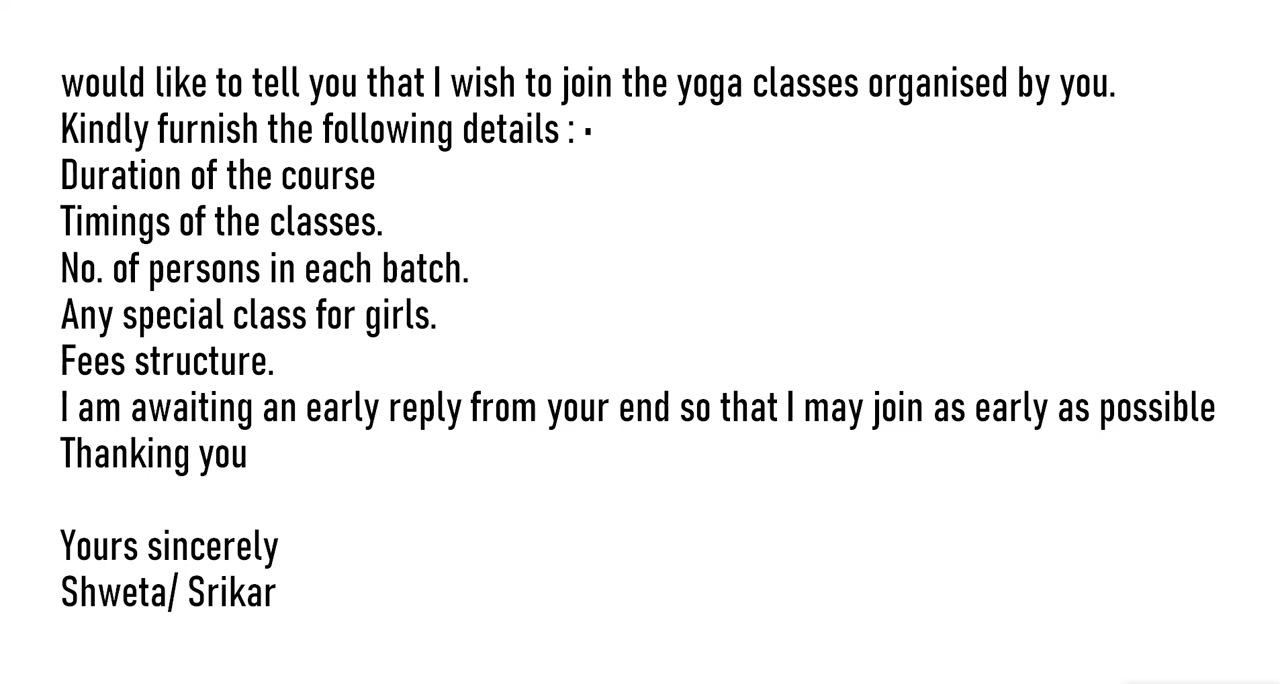 would like to tell you that I wish to join the yoga classes organised by you.
Kindly furnish the following details : ·
Duration of the course
Timings of the classes.
No. of persons in each batch.
Any special class for girls.
Fees structure.
I am awaiting an early reply from your end so that I may join as early as possible
Thanking you
Yours sincerely
Shweta/ Srikar